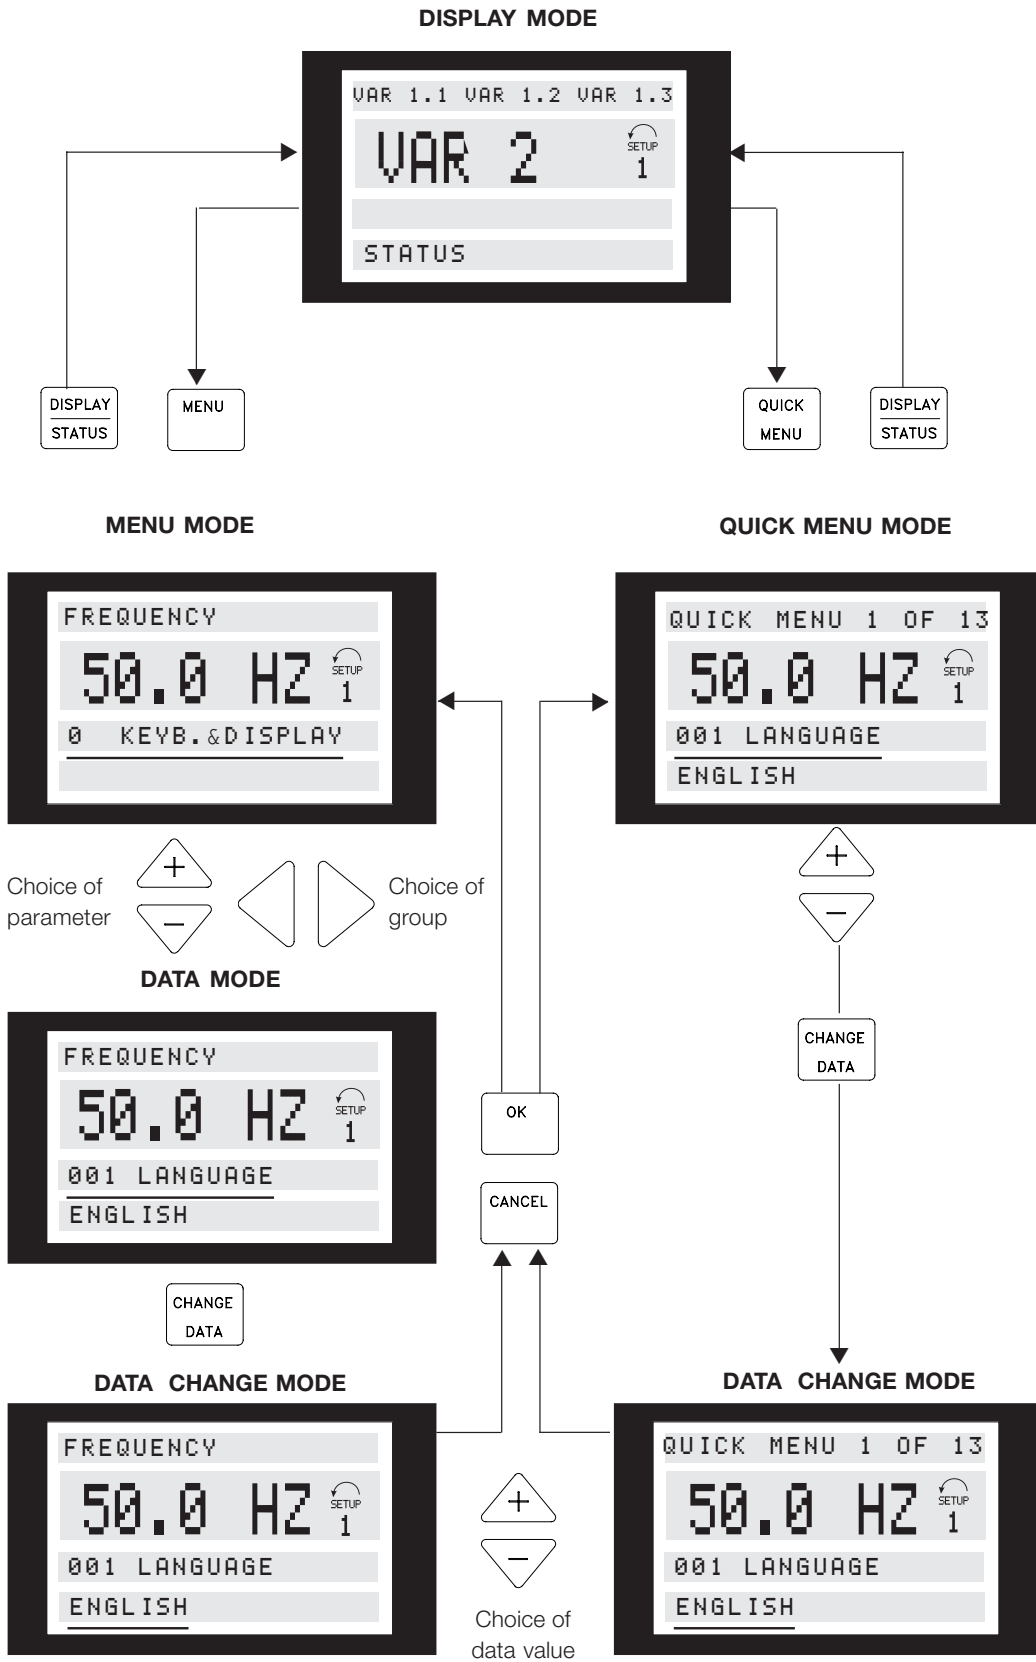 DISPLAY MODE
VAR 1.1 VAR 1.2 VAR 1.3
VAR 2
SETUP
1
STATUS
DISPLAY
STATUS
MENU
QUICK
MENU
DISPLAY
STATUS
MENU MODE
FREQUENCY
50.0 HZ
SETUP
1
0 KEYB.&DISPLAY
QUICK MENU MODE
QUICK MENU 1 OF 13
50.0 HZ
SETUP
1
001 LANGUAGE
ENGLISH
Choice of
parameter
+
−
Choice of
group
+
−
DATA MODE
FREQUENCY
50.0 HZ
SETUP
1
001 LANGUAGE
ENGLISH
CHANGE
DATA
OK
CANCEL
CHANGE
DATA
DATA CHANGE MODE
FREQUENCY
50.0 HZ
SETUP
1
001 LANGUAGE
ENGLISH
+
−
Choice of
data value
DATA CHANGE MODE
QUICK MENU 1 OF 13
50.0 HZ
SETUP
1
001 LANGUAGE
ENGLISH